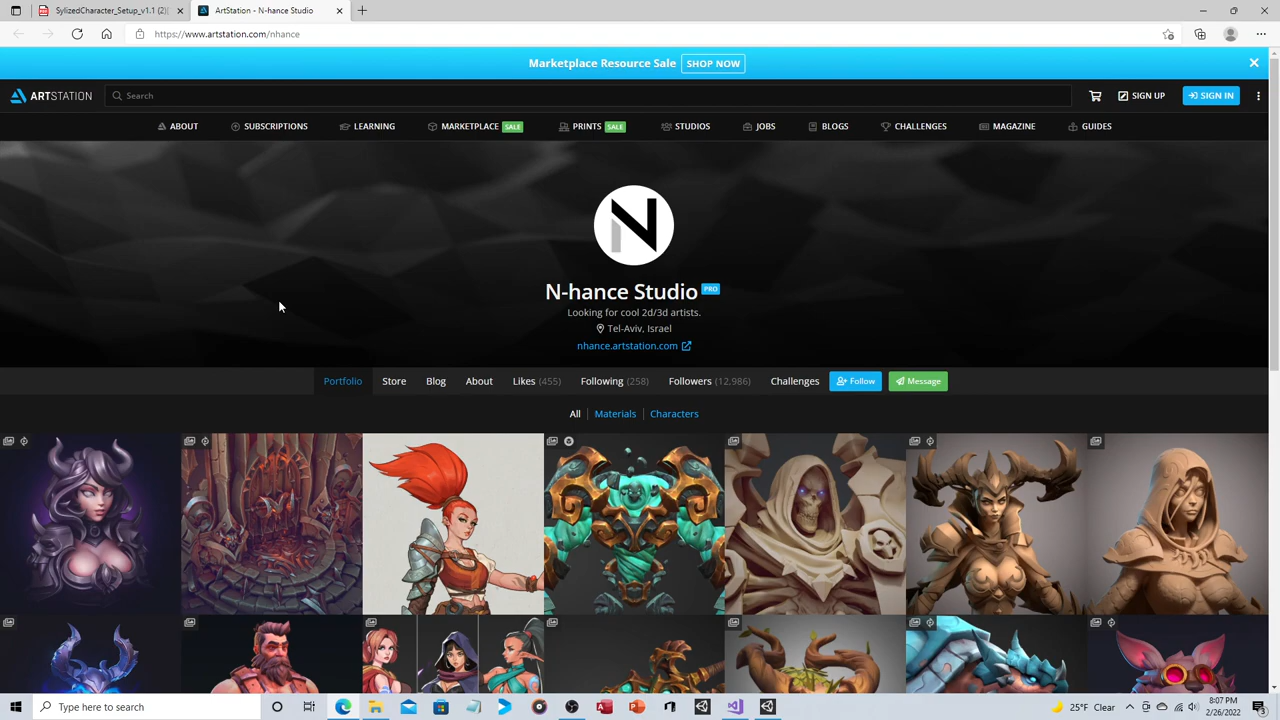 SylizedCharacter_Setup_v1.1 (2)[
ArtStation - N-hance Studio
https://www.artstation.com/nhance
Marketplace Resource Sale SHOP NOW
ARTSTATION
Search
SIGN UP
SIGN IN
ABOUT SUBSCRIPTIONS LEARNING MARKETPLACE SALE PRINTS SALE STUDIOS JOBS BLOGS CHALLENGES MAGAZINE GUIDES
N
N-hance Studio PRO
Looking for cool 2d/3d artists.
Tel-Aviv, Israel
nhance.artstation.com
Portfolio Store Blog About Likes (455) Following (258) Followers (12,986) Challenges Follow Message
All Materials Characters
Type here to search
25°F Clear
8:07 PM
2/26/2022
3